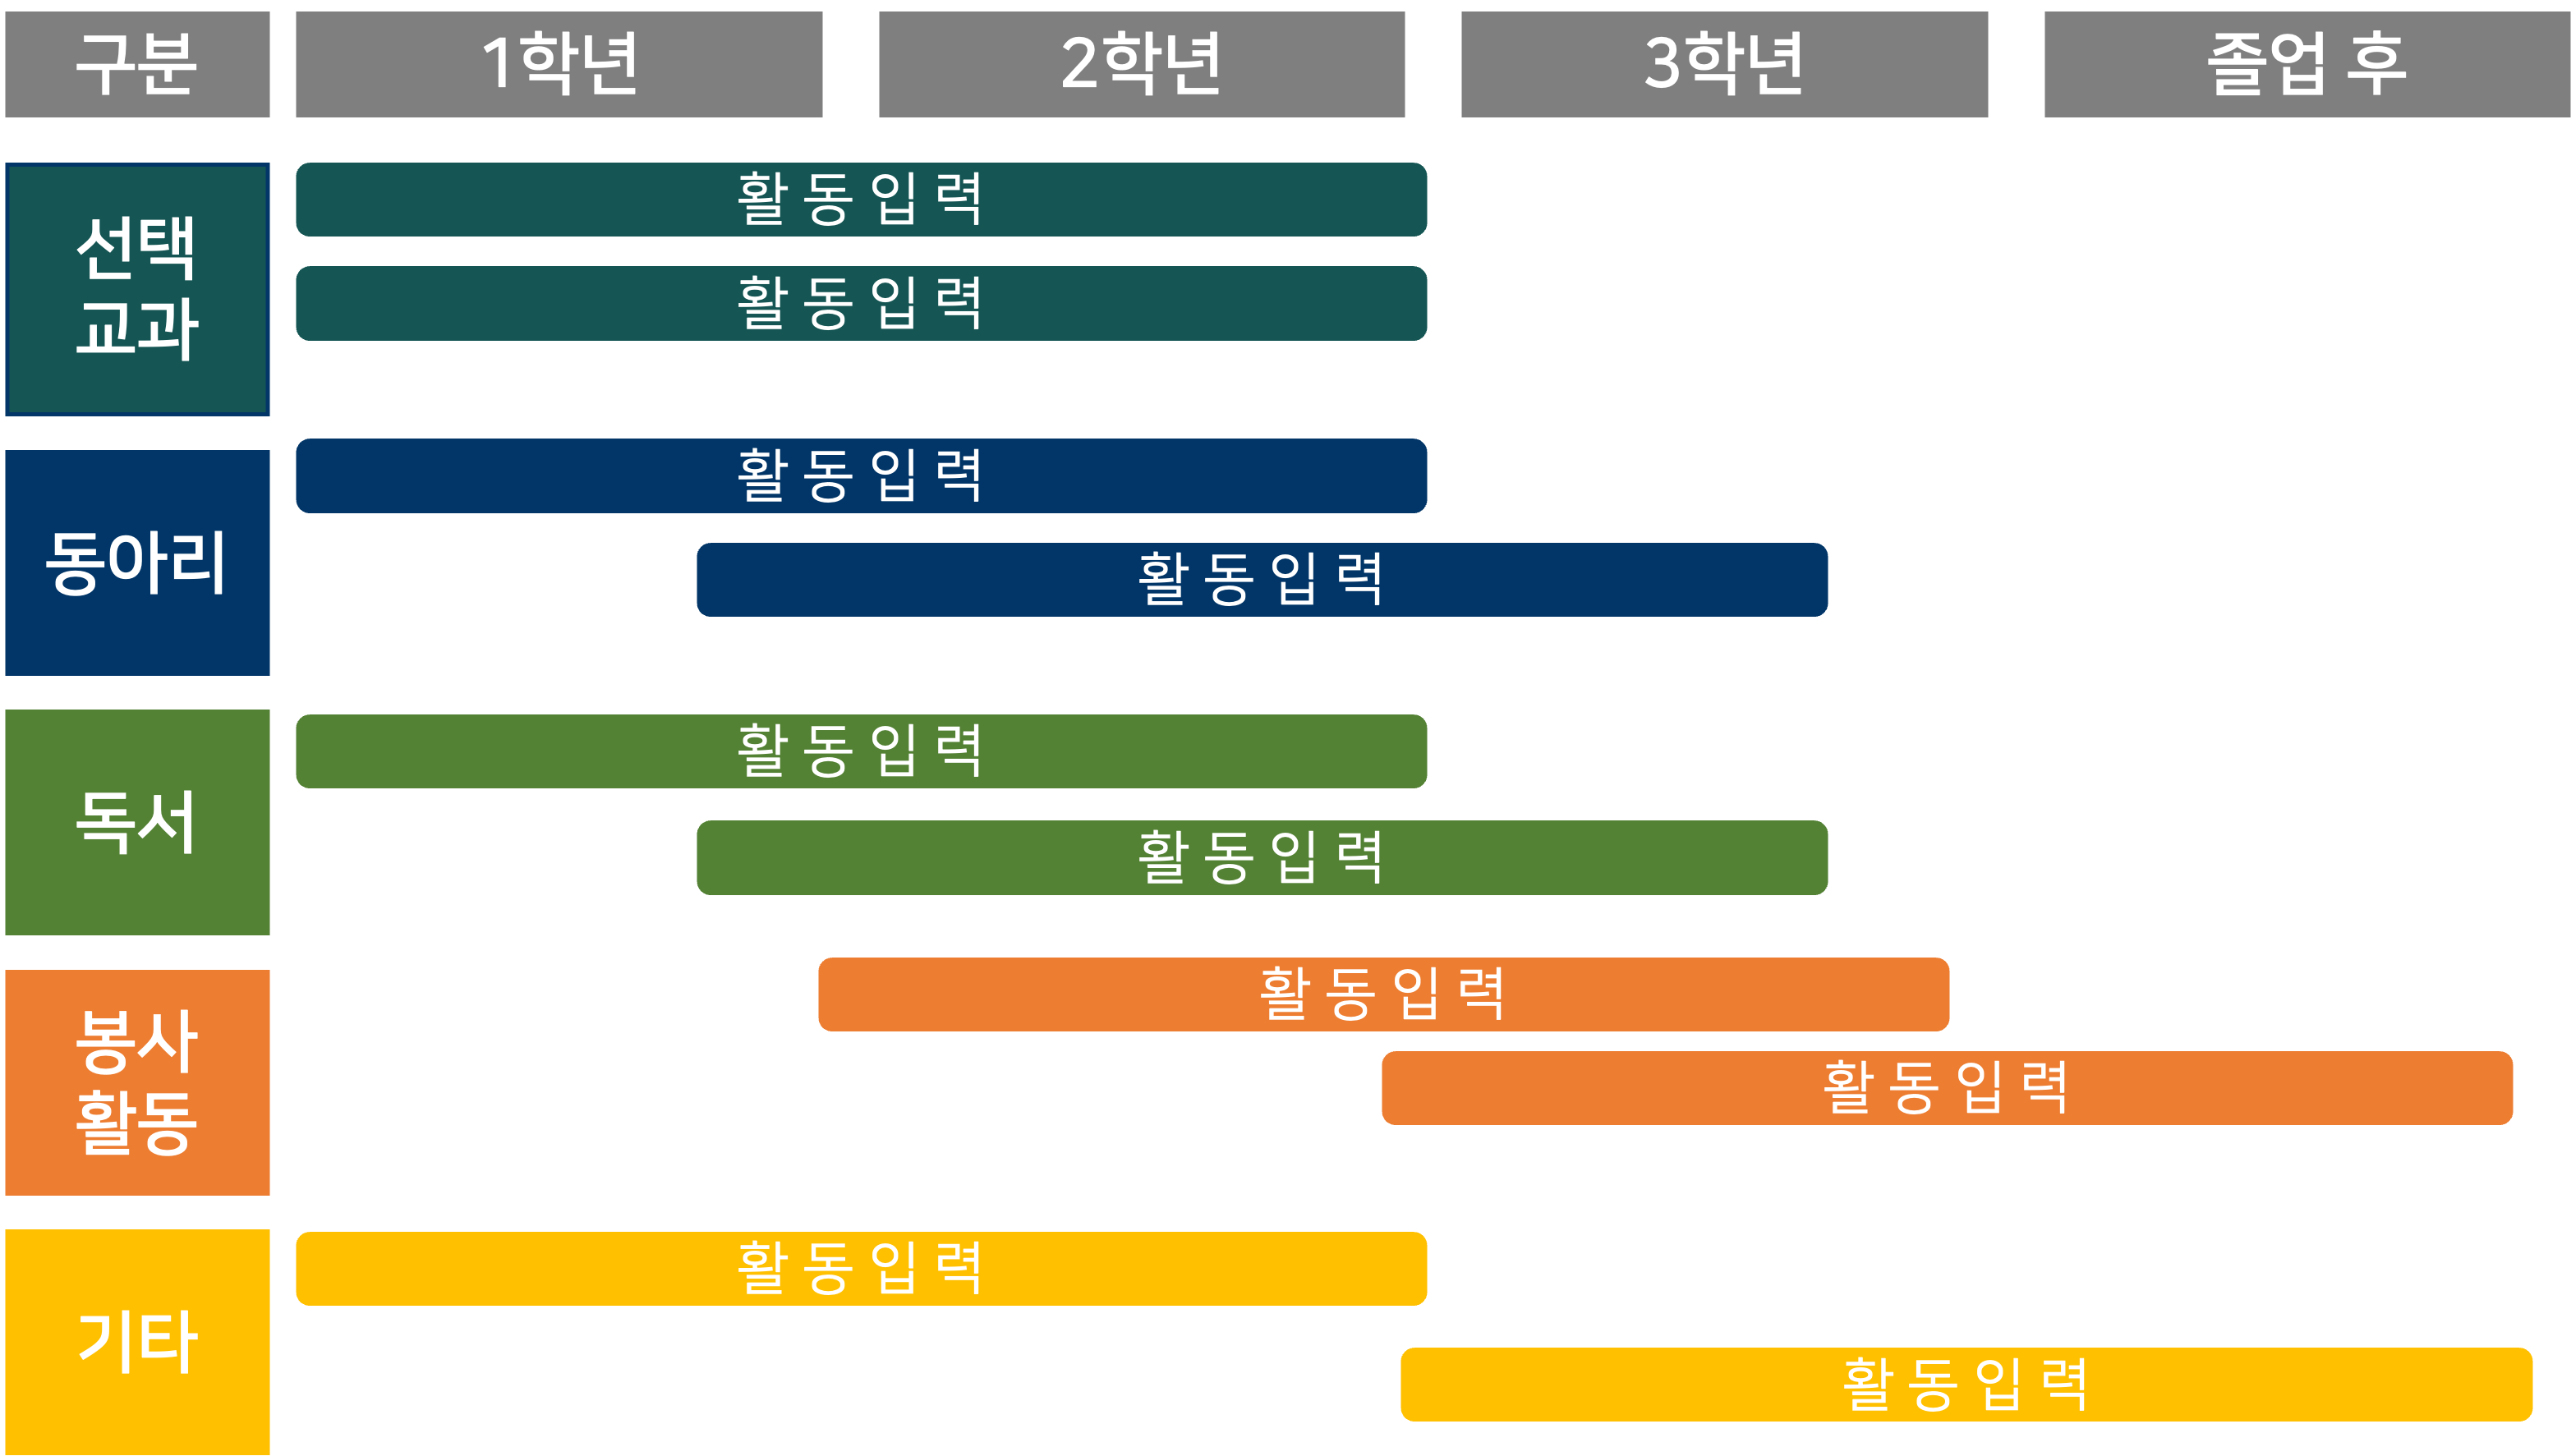 구분 1학년 2학년 3학년 졸업 후
선택
교과
활 동 입 력
활 동 입 력
동아리
활 동 입 력
활 동 입 력
독서
활 동 입 력
활 동 입 력
봉사
활동
활 동 입 력
활 동 입 력
기타
활 동 입 력
활 동 입 력